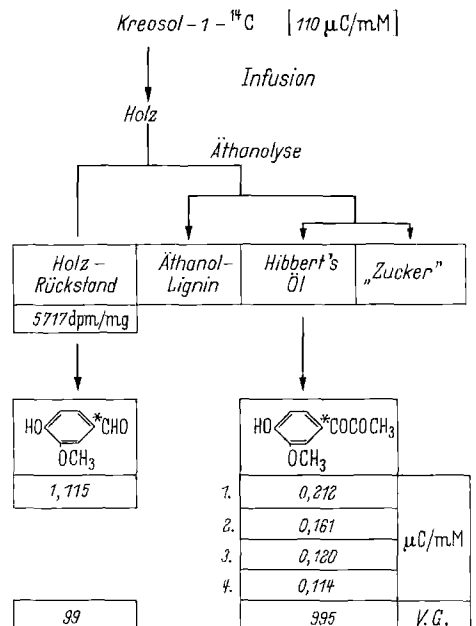 Kreosol-1-¹⁴C [110 µC/mM]
Infusion
Holz
Äthanolyse
Holz-
Rückstand
Äthanol-
Lignin
Hibbert's
Öl
„Zucker"
5717 dpm/mg
HO *CHO
OCH₃
HO *COCOCH₃
OCH₃
1,115
1. 0,212
2. 0,161
3. 0,120
4. 0,114
µC/mM
99 995 V.G.